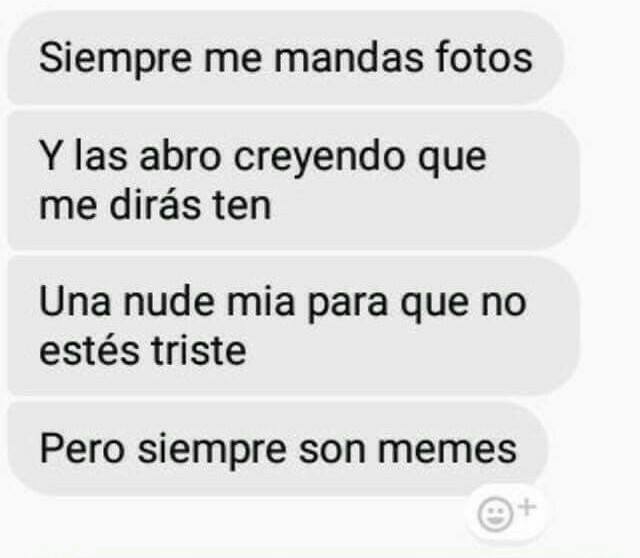 Siempre me mandas fotos
Y las abro creyendo que
me dirás ten
Una nude mia para que no
estés triste
Pero siempre son memes